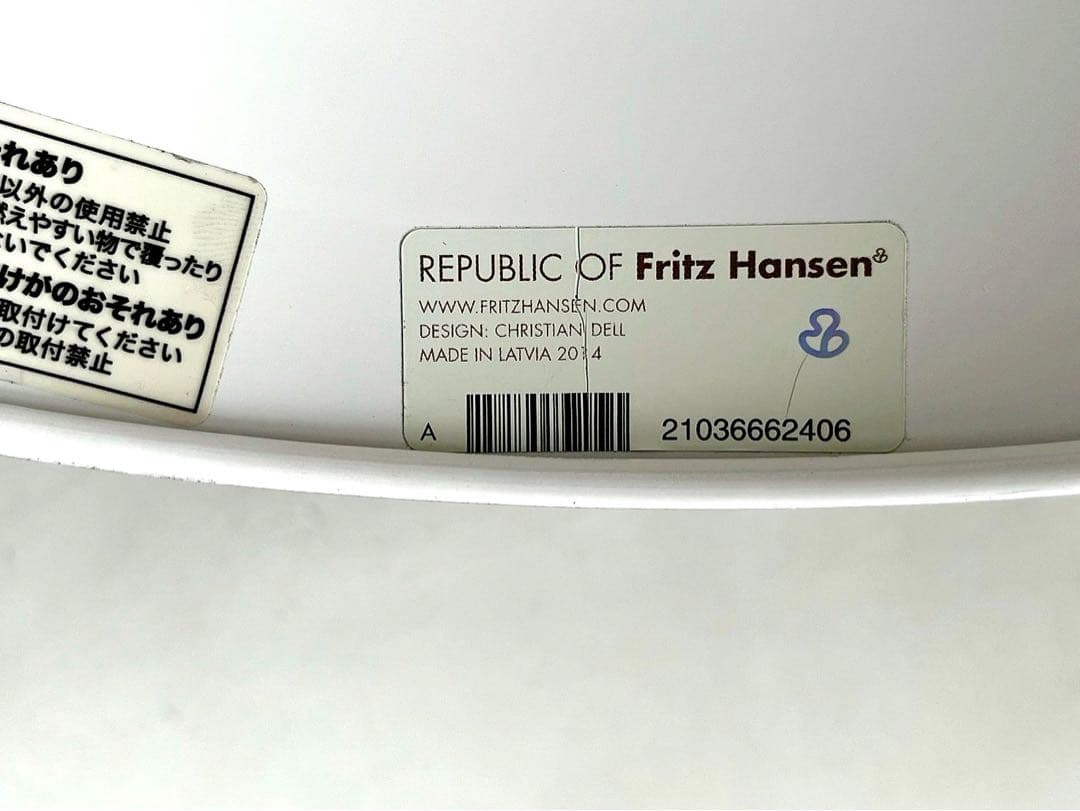 れあり
以外の使用禁止
燃えやすい物で覆ったり
いでください
けがのおそれあり
取付けてください
の取付禁止
REPUBLIC OF Fritz Hansen
WWW.FRITZHANSEN.COM
DESIGN: CHRISTIAN DELL
MADE IN LATVIA 2014
A
21036662406